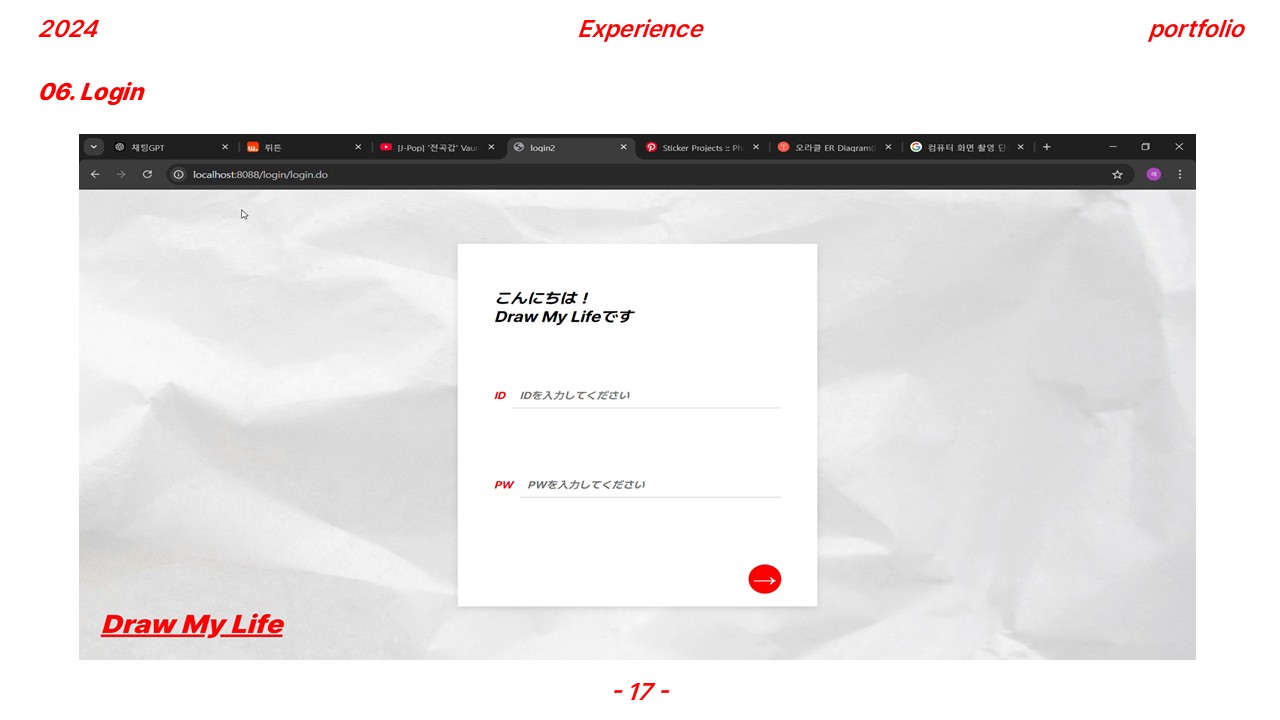 2024 Experience portfolio
06. Login
채팅GPT 뤼튼 [J-Pop] '전곡갑' Vaun login2 Sticker Projects :: Ph 오라클 ER Diagram 컴퓨터 화면 촬영 단
localhost:8088/login/login.do
こんにちは！
Draw My Lifeです
ID IDを入力してください
PW PWを入力してください
→
Draw My Life
- 17 -